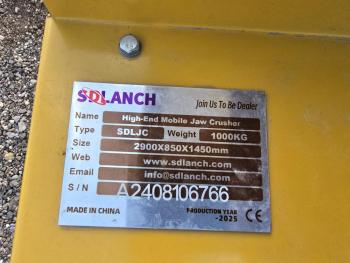 SDLANCH Join Us To Be Dealer
Name High-End Mobile Jaw Crusher
Type SDLJC Weight 1000KG
Size 2900X850X1450mm
Web www.sdlanch.com
Email info@sdlanch.com
S / N A2408106766
MADE IN CHINA PRODUCTION YEAR
-2025 CE